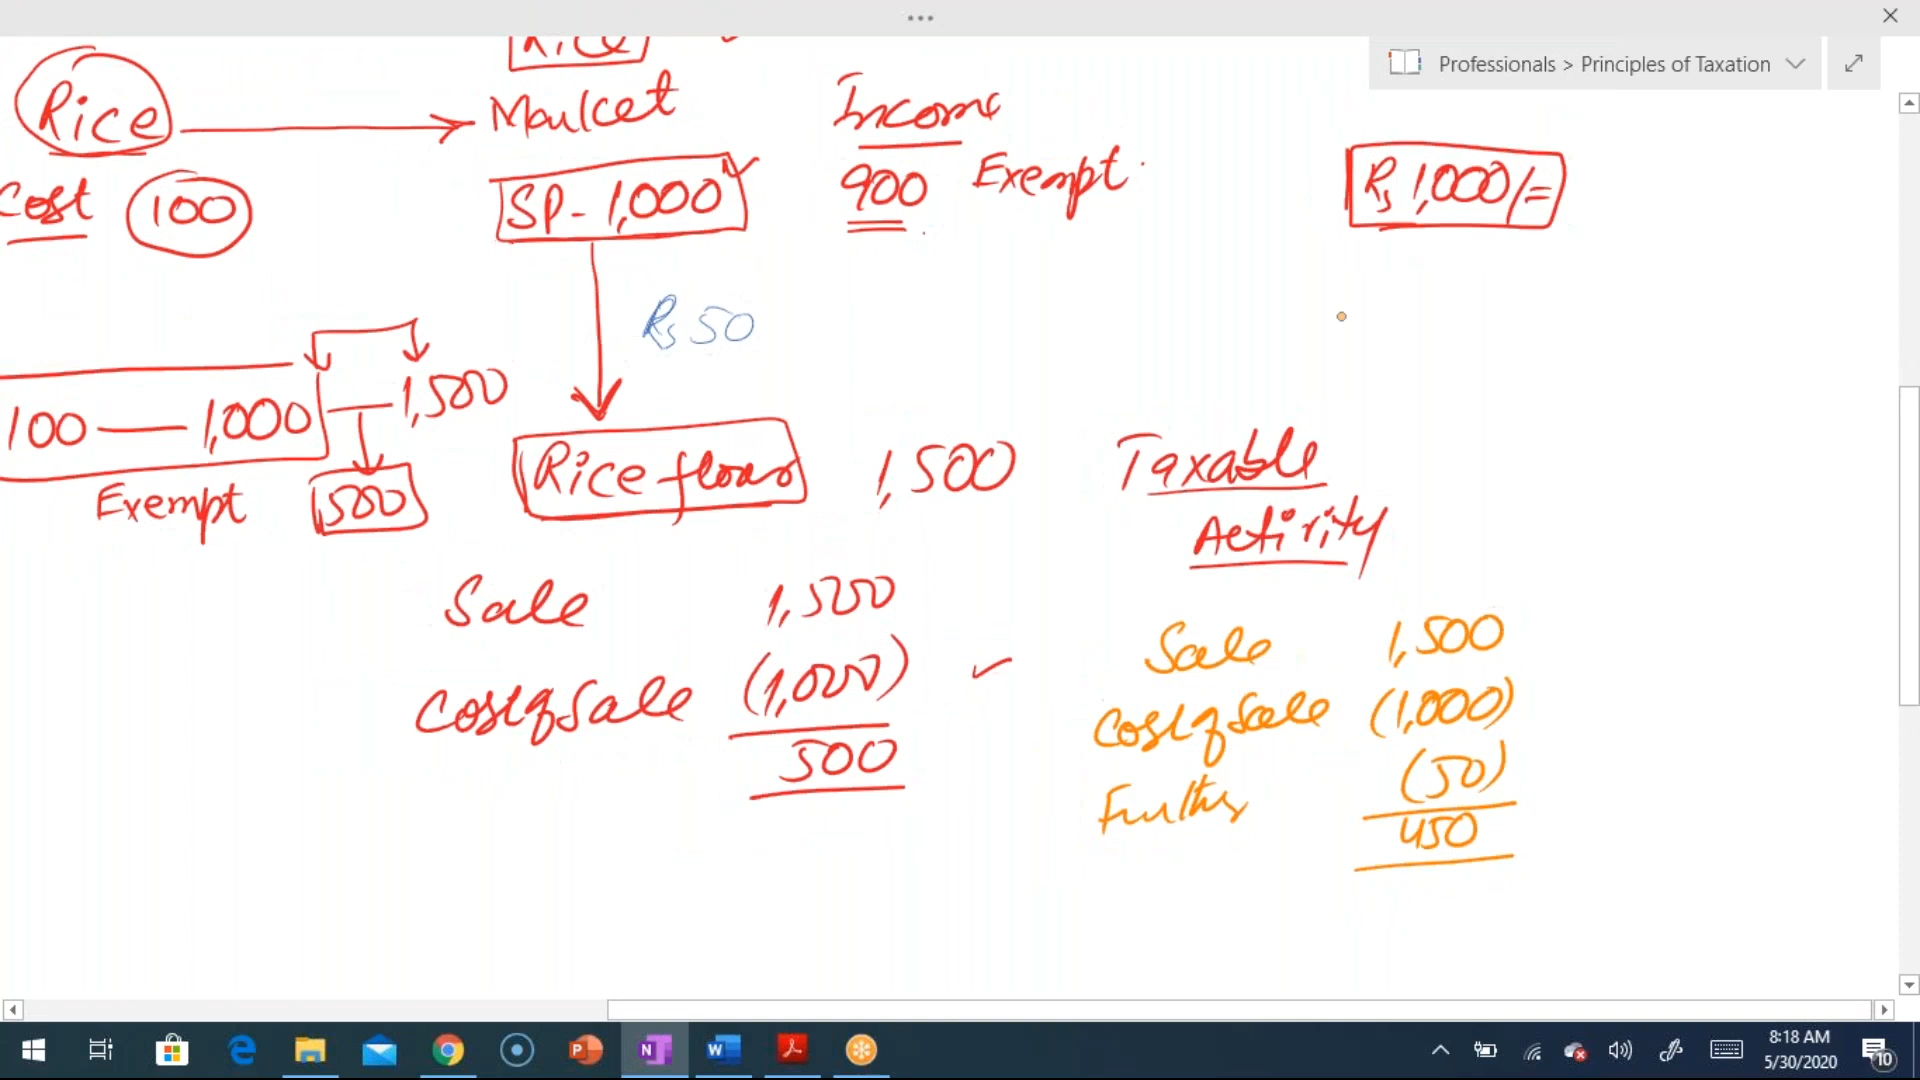 Professionals > Principles of Taxation
Rice
Rice
Market
Income
Cost 100
SP - 1,000
900 Exempt
Rs 1,000/=
Rs 50
100 — 1,000 — 1,500
Exempt 500
Rice flour 1,500 Taxable
Activity
Sale 1,500
Cost of Sale (1,000)
500
Sale 1,500
Cost of Sale (1,000)
Further (50)
450
8:18 AM
5/30/2020
10